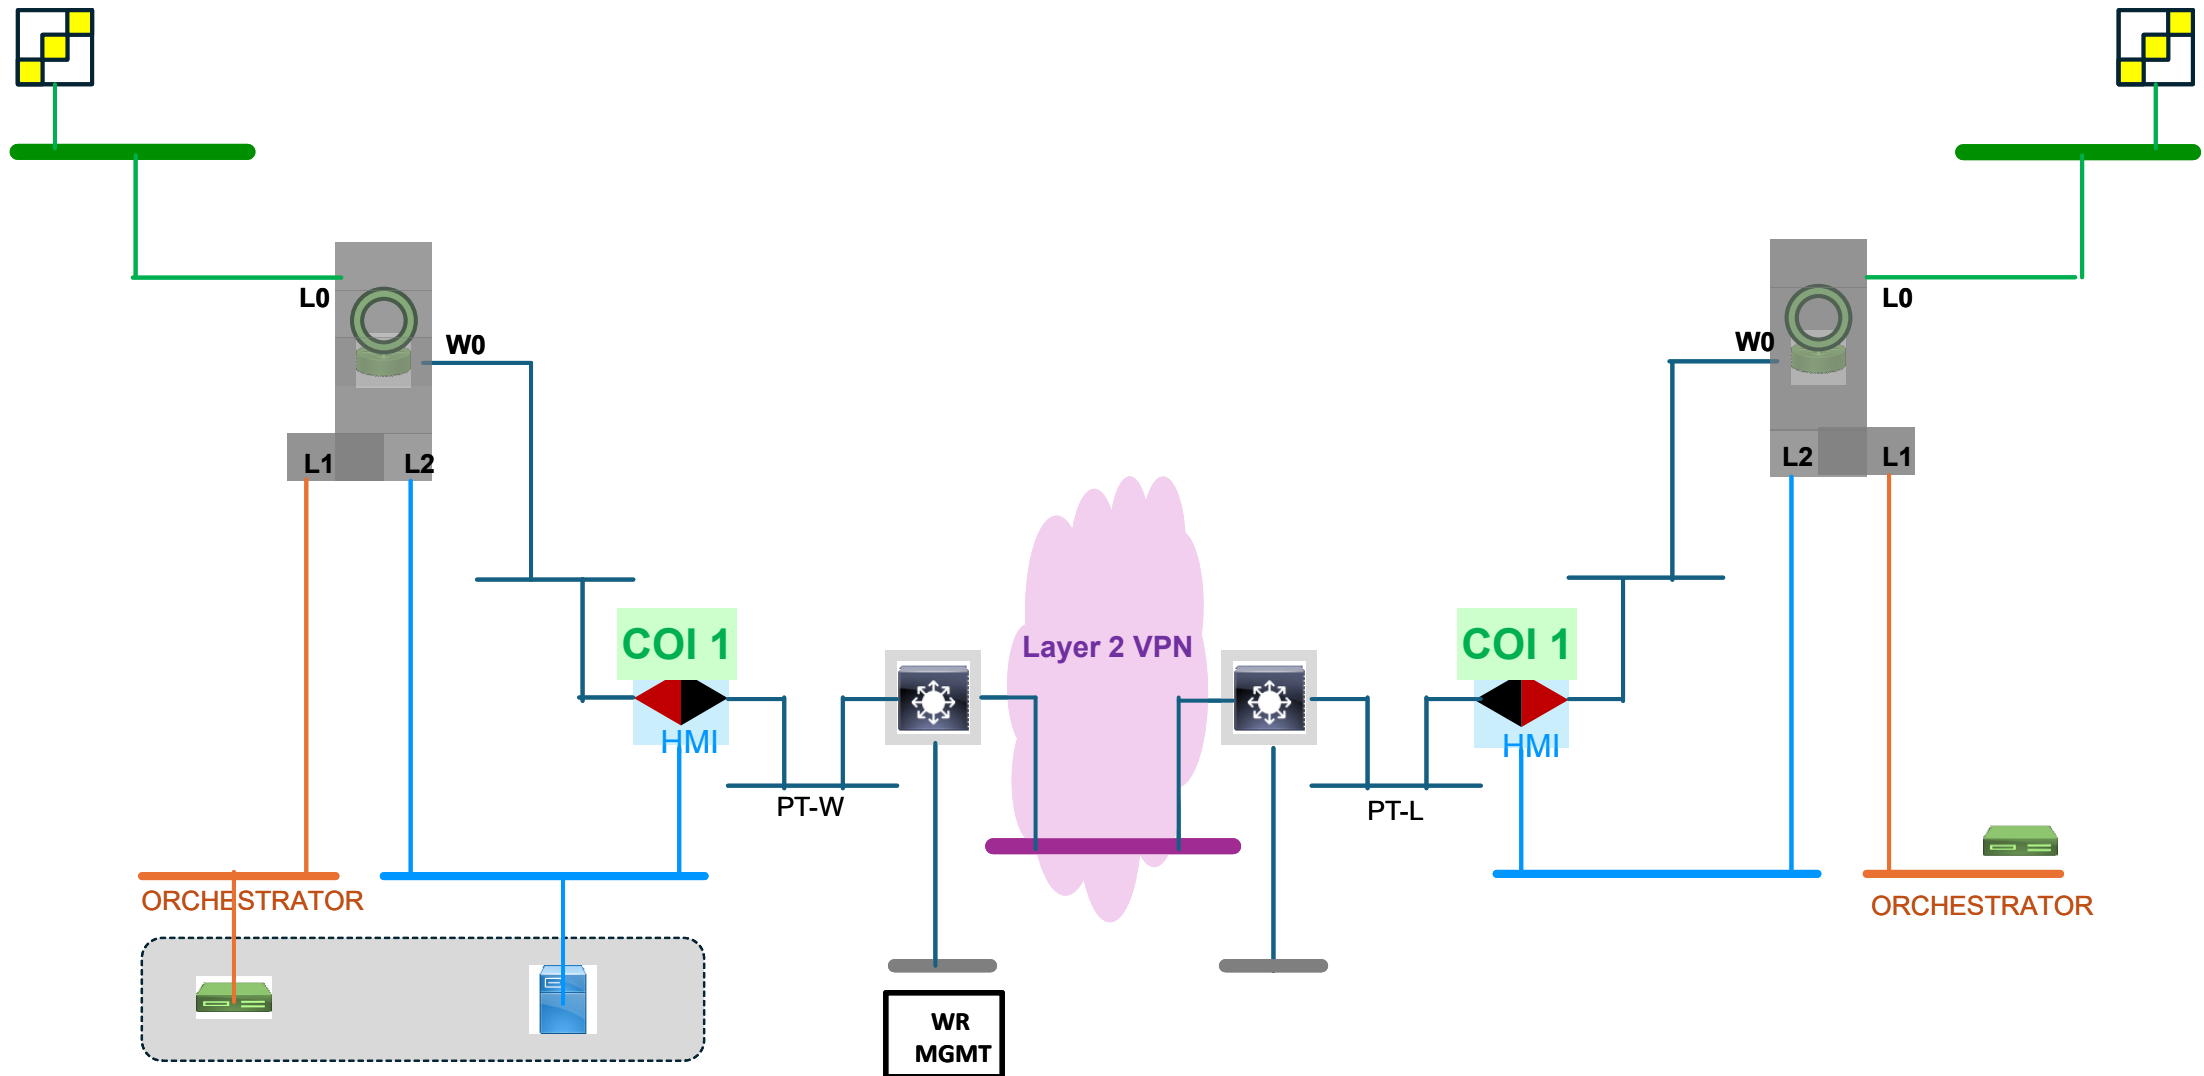 L0
L0
W0
W0
L1
L2
L2
L1
COI 1
Layer 2 VPN
COI 1
HMI
HMI
PT-W
PT-L
ORCHESTRATOR
ORCHESTRATOR
WR
MGMT